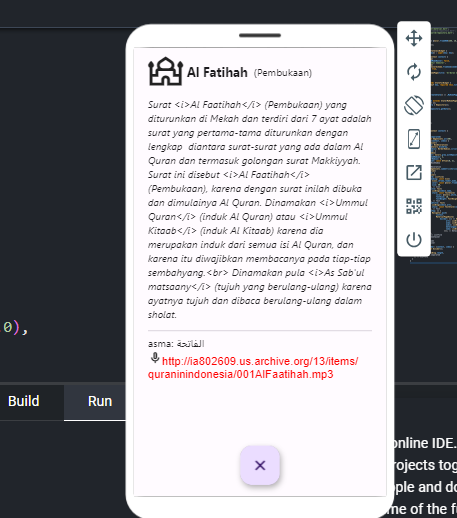 Al Fatihah (Pembukaan)
Surat <i>Al Faatihah</i> (Pembukaan) yang
diturunkan di Mekah dan terdiri dari 7 ayat adalah
surat yang pertama-tama diturunkan dengan
lengkap diantara surat-surat yang ada dalam Al
Quran dan termasuk golongan surat Makkiyyah.
Surat ini disebut <i>Al Faatihah</i>
(Pembukaan), karena dengan surat inilah dibuka
dan dimulainya Al Quran. Dinamakan <i>Ummul
Quran</i> (induk Al Quran) atau <i>Ummul
Kitaab</i> (induk Al Kitaab) karena dia
merupakan induk dari semua isi Al Quran, dan
karena itu diwajibkan membacanya pada tiap-tiap
sembahyang.<br> Dinamakan pula <i>As Sab'ul
matsaany</i> (tujuh yang berulang-ulang) karena
ayatnya tujuh dan dibaca berulang-ulang dalam
sholat.
asma: الفاتحة
http://ia802609.us.archive.org/13/items/
quraninindonesia/001AlFaatihah.mp3
0),
Build Run
online IDE.
rojects tog
ple and do
me of the f